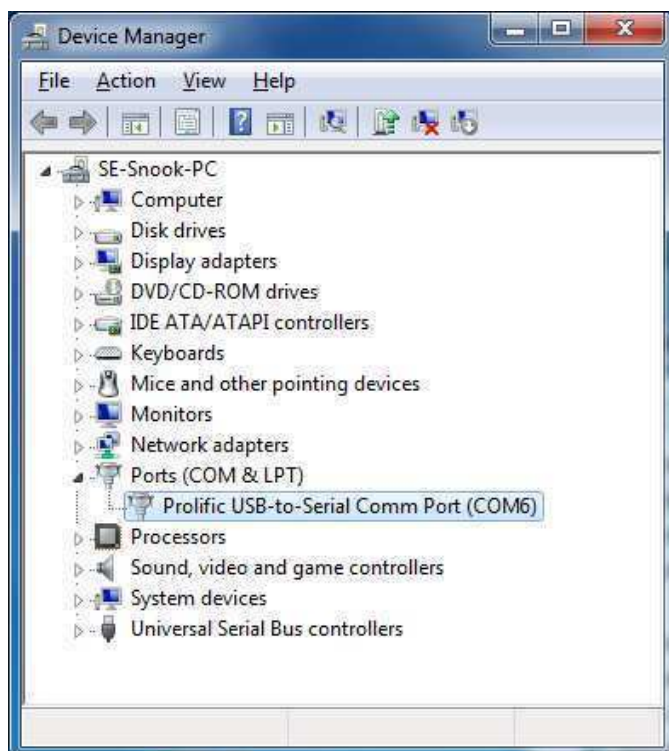 Device Manager
File Action View Help
SE-Snook-PC
Computer
Disk drives
Display adapters
DVD/CD-ROM drives
IDE ATA/ATAPI controllers
Keyboards
Mice and other pointing devices
Monitors
Network adapters
Ports (COM & LPT)
Prolific USB-to-Serial Comm Port (COM6)
Processors
Sound, video and game controllers
System devices
Universal Serial Bus controllers